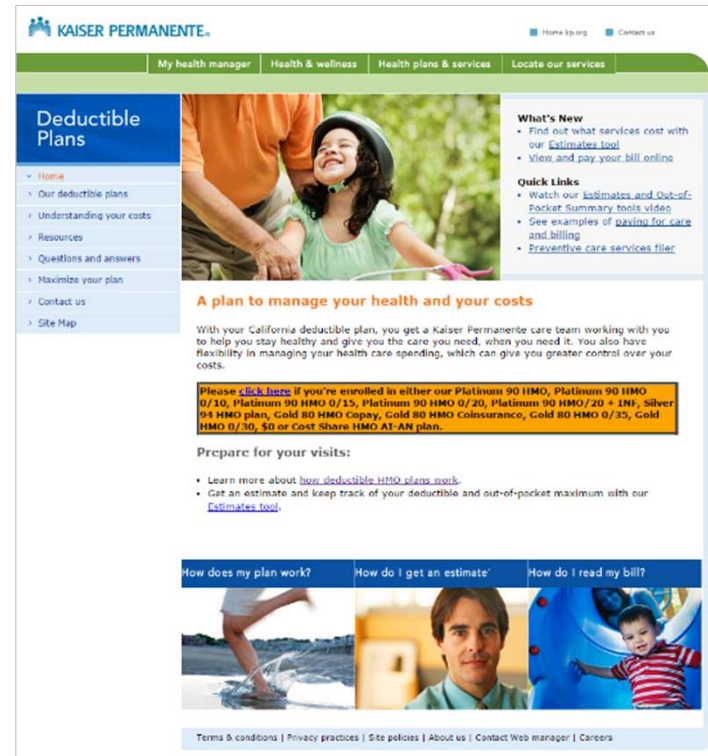 KAISER PERMANENTE®
Home kp.org
Contact us
My health manager
Health & wellness
Health plans & services
Locate our services
Deductible
Plans
Home
Our deductible plans
Understanding your costs
Resources
Questions and answers
Maximize your plan
Contact us
Site Map
What's New
• Find out what services cost with
our Estimates tool
• View and pay your bill online
Quick Links
• Watch our Estimates and Out-of-
Pocket Summary tools video
• See examples of paying for care
and billing
• Preventive care services flier
A plan to manage your health and your costs
With your California deductible plan, you get a Kaiser Permanente care team working with you
to help you stay healthy and give you the care you need, when you need it. You also have
flexibility in managing your health care spending, which can give you greater control over your
costs.
Please click here if you're enrolled in either our Platinum 90 HMO, Platinum 90 HMO
0/10, Platinum 90 HMO 0/15, Platinum 90 HMO 0/20, Platinum 90 HMO/20 + INF, Silver
94 HMO plan, Gold 80 HMO Copay, Gold 80 HMO Coinsurance, Gold 80 HMO 0/35, Gold
HMO 0/30, $0 or Cost Share HMO AI-AN plan.
Prepare for your visits:
• Learn more about how deductible HMO plans work.
• Get an estimate and keep track of your deductible and out-of-pocket maximum with our
Estimates tool.
How does my plan work?
How do I get an estimate
How do I read my bill?
Terms & conditions | Privacy practices | Site policies | About us | Contact Web manager | Careers